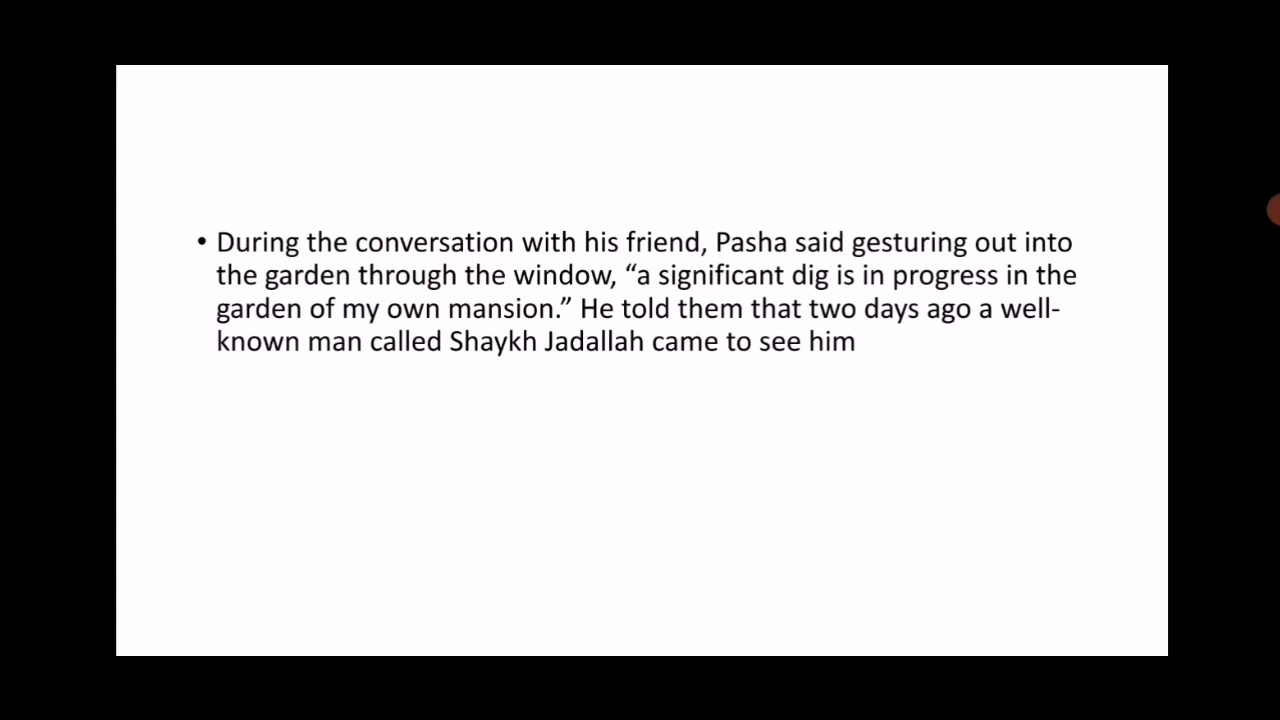 • During the conversation with his friend, Pasha said gesturing out into
the garden through the window, “a significant dig is in progress in the
garden of my own mansion.” He told them that two days ago a well-
known man called Shaykh Jadallah came to see him